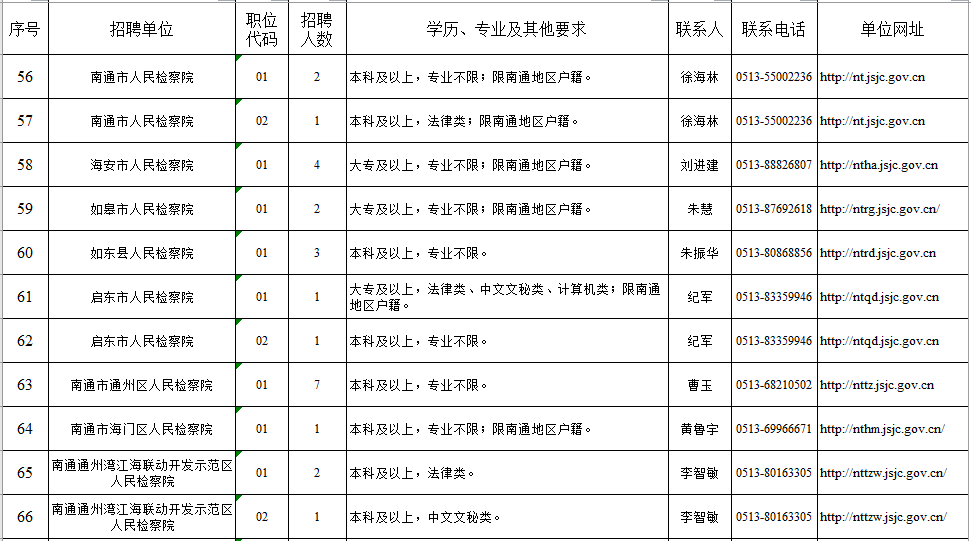 序号 招聘单位 职位代码 招聘人数 学历、专业及其他要求 联系人 联系电话 单位网址
56 南通市人民检察院 01 2 本科及以上，专业不限；限南通地区户籍。 徐海林 0513-55002236 http://nt.jsjc.gov.cn
57 南通市人民检察院 02 1 本科及以上，法律类；限南通地区户籍。 徐海林 0513-55002236 http://nt.jsjc.gov.cn
58 海安市人民检察院 01 4 大专及以上，专业不限；限南通地区户籍。 刘进建 0513-88826807 http://ntha.jsjc.gov.cn
59 如皋市人民检察院 01 2 大专及以上，专业不限；限南通地区户籍。 朱慧 0513-87692618 http://ntrg.jsjc.gov.cn/
60 如东县人民检察院 01 3 本科及以上，专业不限。 朱振华 0513-80868856 http://ntrd.jsjc.gov.cn
61 启东市人民检察院 01 1 大专及以上，法律类、中文文秘类、计算机类；限南通地区户籍。 纪军 0513-83359946 http://ntqd.jsjc.gov.cn
62 启东市人民检察院 02 1 本科及以上，专业不限。 纪军 0513-83359946 http://ntqd.jsjc.gov.cn
63 南通市通州区人民检察院 01 7 本科及以上，专业不限。 曹玉 0513-68210502 http://nttz.jsjc.gov.cn
64 南通市海门区人民检察院 01 1 本科及以上，专业不限；限南通地区户籍。 黄鲁宇 0513-69966671 http://nthm.jsjc.gov.cn/
65 南通通州湾江海联动开发示范区人民检察院 01 2 本科及以上，法律类。 李智敏 0513-80163305 http://nttzw.jsjc.gov.cn/
66 南通通州湾江海联动开发示范区人民检察院 02 1 本科及以上，中文文秘类。 李智敏 0513-80163305 http://nttzw.jsjc.gov.cn/